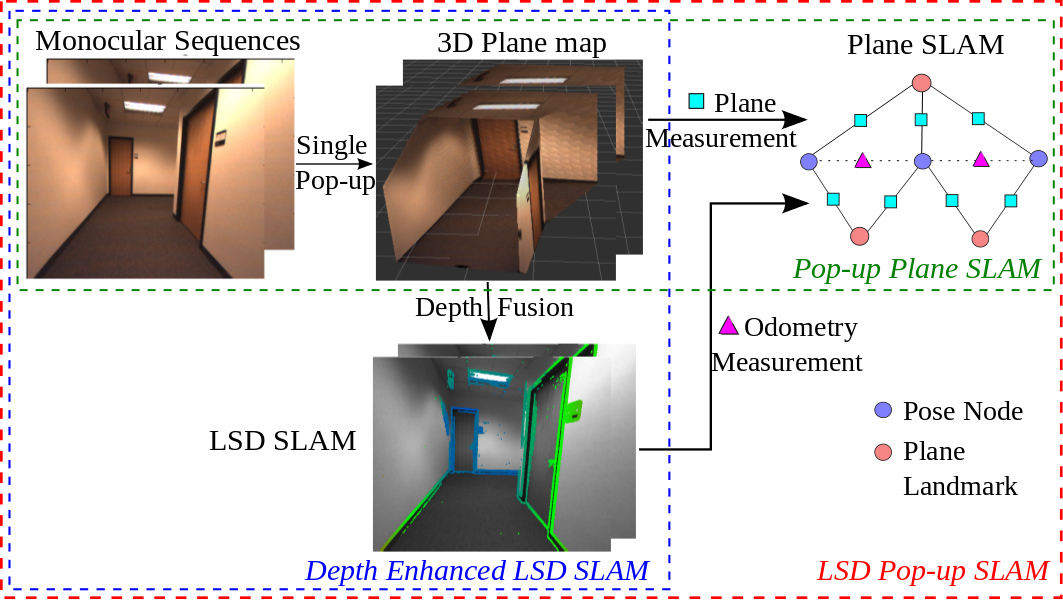 Monocular Sequences
3D Plane map
Plane SLAM
Single
Pop-up
Plane
Measurement
Pop-up Plane SLAM
Depth Fusion
Odometry
Measurement
LSD SLAM
Pose Node
Plane
Landmark
Depth Enhanced LSD SLAM
LSD Pop-up SLAM